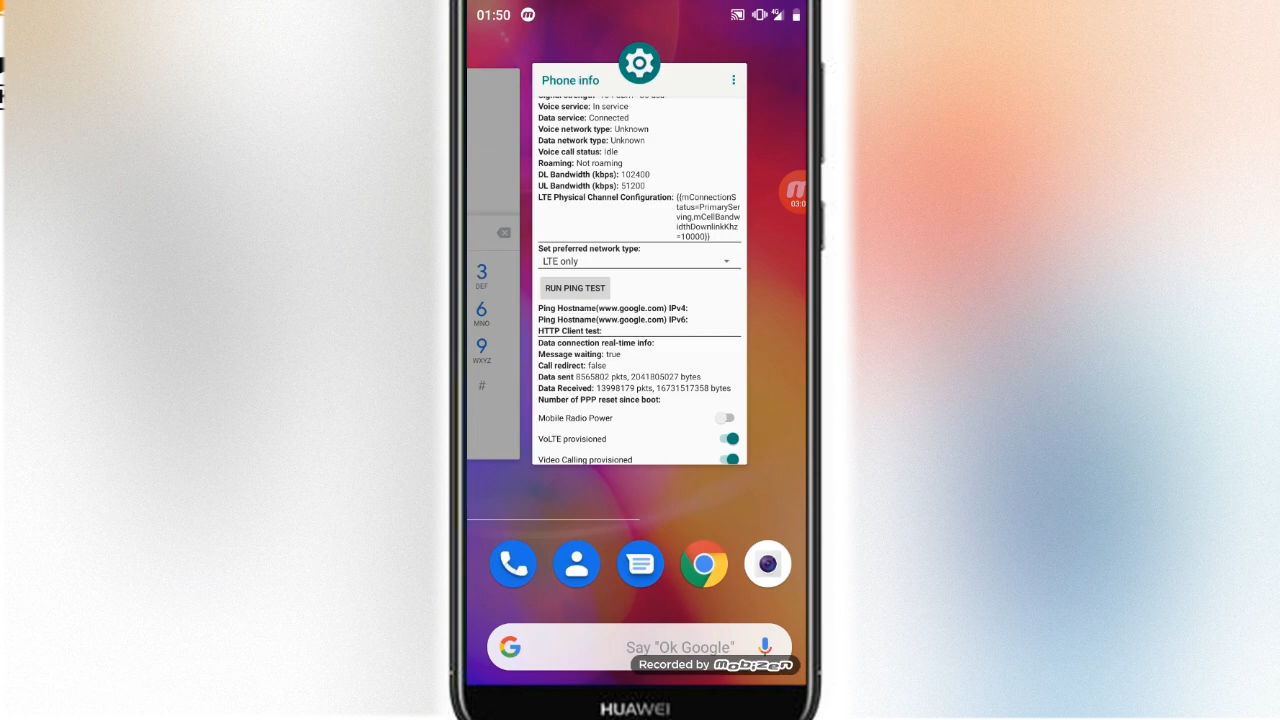 01:50
4G
Phone info
Voice service: In service
Data service: Connected
Voice network type: Unknown
Data network type: Unknown
Voice call status: Idle
Roaming: Not roaming
DL Bandwidth (kbps): 102400
UL Bandwidth (kbps): 51200
LTE Physical Channel Configuration: {{mConnectionS
tatus=PrimarySer
ving,mCellBandw
idthDownlinkKhz
=10000}}
Set preferred network type:
LTE only
RUN PING TEST
Ping Hostname(www.google.com) IPv4:
Ping Hostname(www.google.com) IPv6:
HTTP Client test:
Data connection real-time info:
Message waiting: true
Call redirect: false
Data sent 8565802 pkts, 2041805027 bytes
Data Received: 13998179 pkts, 16731517358 bytes
Number of PPP reset since boot:
Mobile Radio Power
VoLTE provisioned
Video Calling provisioned
3
DEF
6
MNO
9
WXYZ
#
03:0
Say "Ok Google"
Recorded by Mobizen
HUAWEI